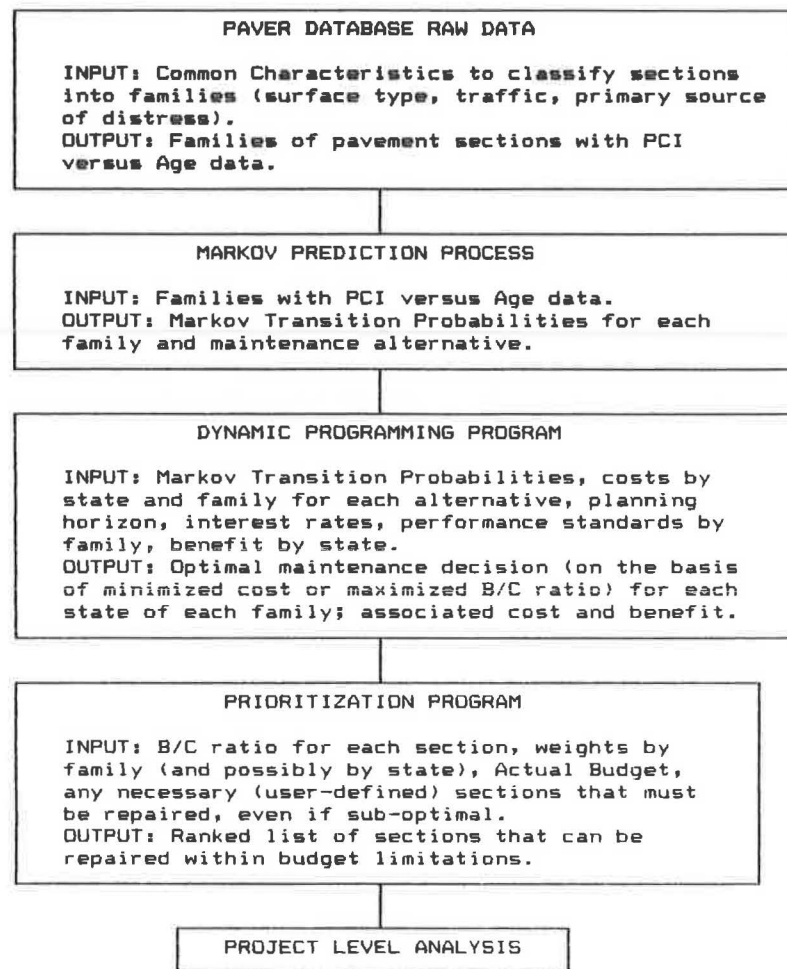 PAVER DATABASE RAW DATA
INPUT: Common Characteristics to classify sections
into families (surface type, traffic, primary source
of distress).
OUTPUT: Families of pavement sections with PCI
versus Age data.
MARKOV PREDICTION PROCESS
INPUT: Families with PCI versus Age data.
OUTPUT: Markov Transition Probabilities for each
family and maintenance alternative.
DYNAMIC PROGRAMMING PROGRAM
INPUT: Markov Transition Probabilities, costs by
state and family for each alternative, planning
horizon, interest rates, performance standards by
family, benefit by state.
OUTPUT: Optimal maintenance decision (on the basis
of minimized cost or maximized B/C ratio) for each
state of each family; associated cost and benefit.
PRIORITIZATION PROGRAM
INPUT: B/C ratio for each section, weights by
family (and possibly by state), Actual Budget,
any necessary (user-defined) sections that must
be repaired, even if sub-optimal.
OUTPUT: Ranked list of sections that can be
repaired within budget limitations.
PROJECT LEVEL ANALYSIS